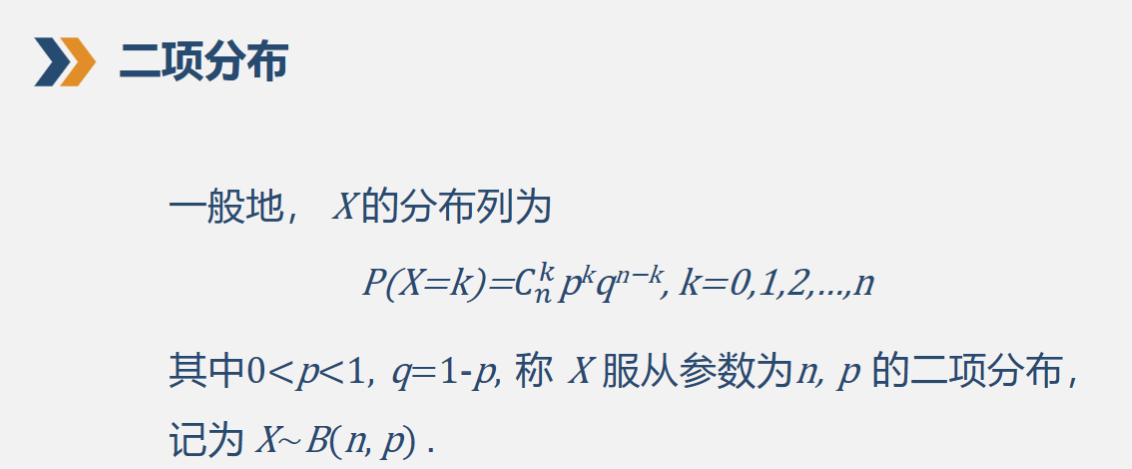 二项分布
一般地， X的分布列为
P(X=k)=C_n^k p^k q^{n−k}, k=0,1,2,...,n
其中0<p<1, q=1-p, 称 X 服从参数为n, p 的二项分布，
记为 X~B(n, p) .